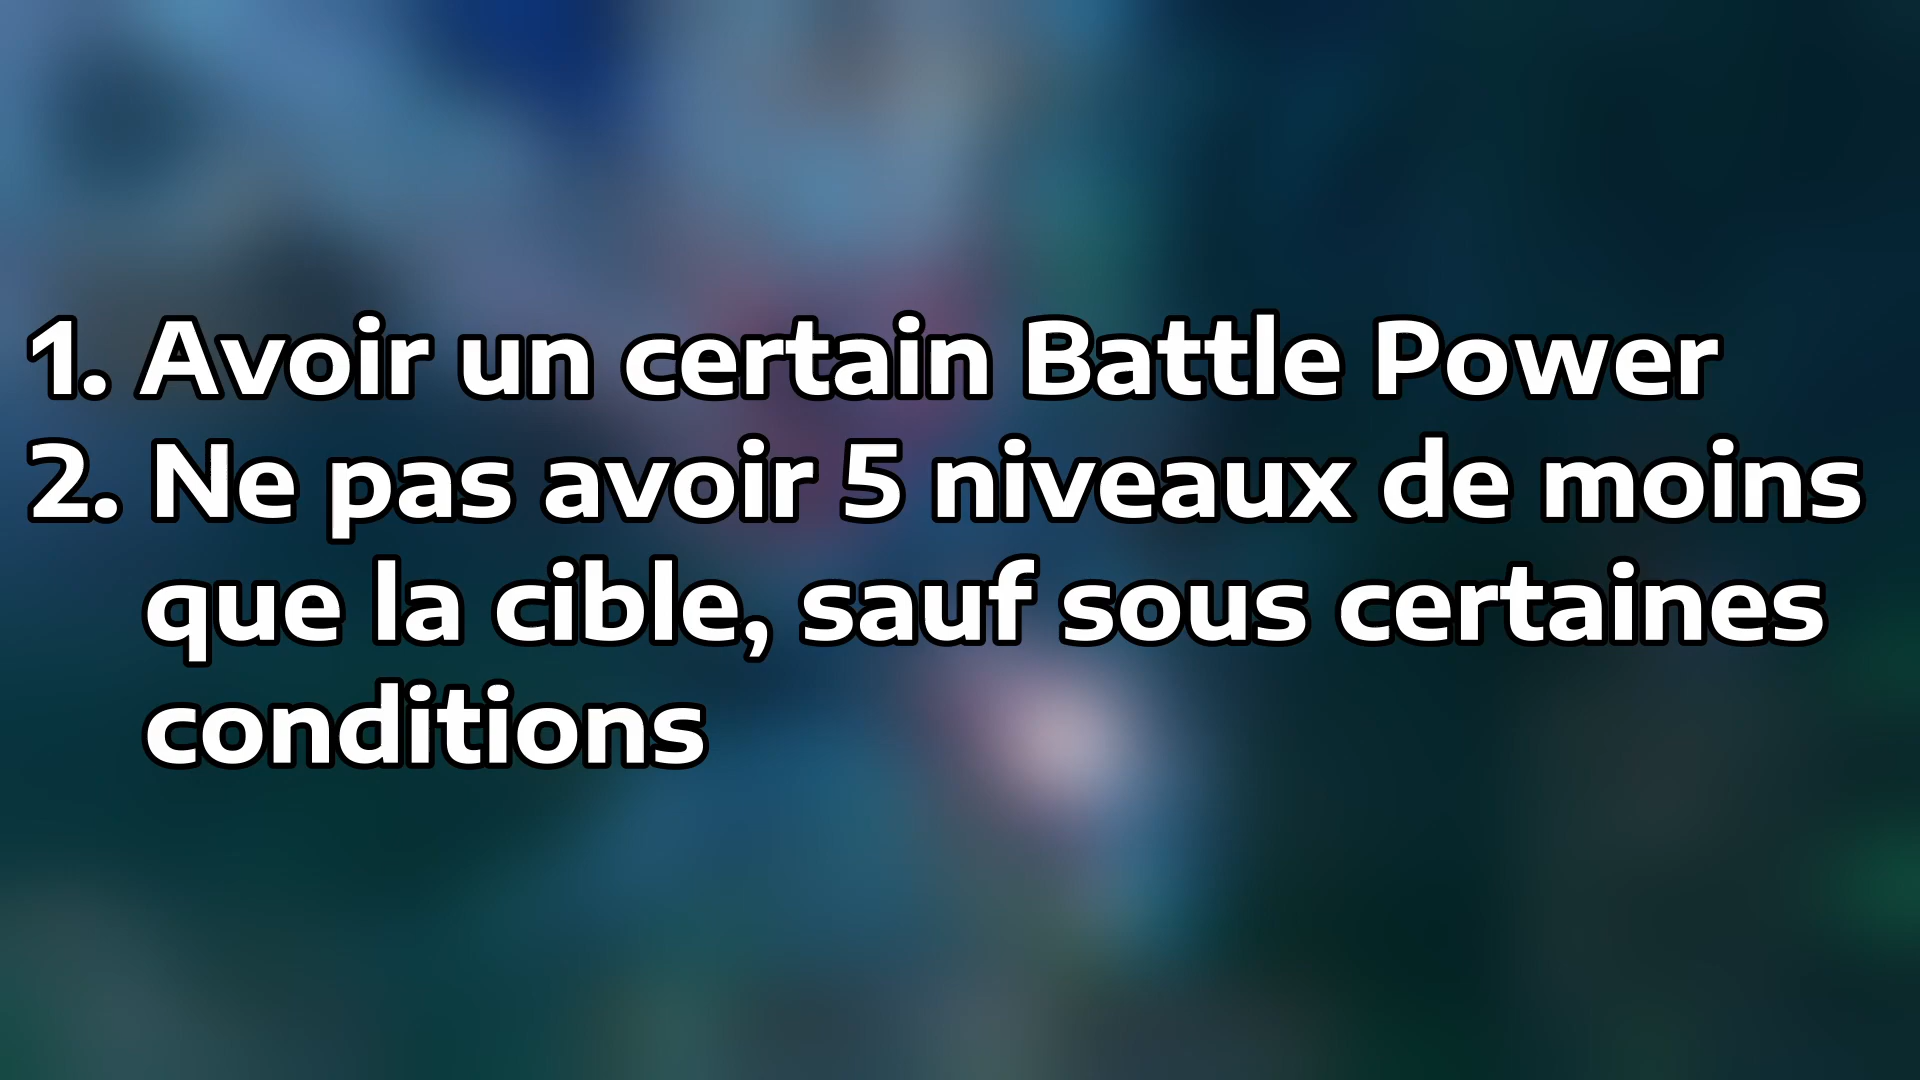 1. Avoir un certain Battle Power
2. Ne pas avoir 5 niveaux de moins
que la cible, sauf sous certaines
conditions